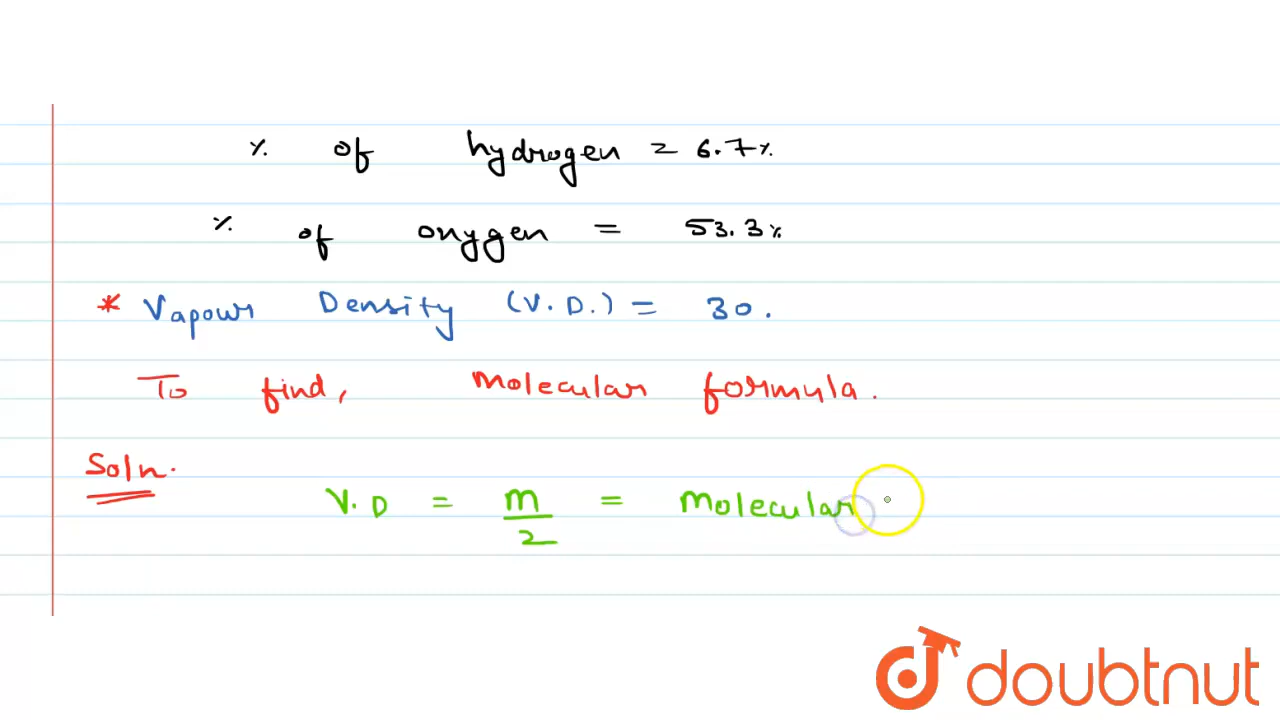 % of hydrogen = 6.7%
% of oxygen = 53.3%
* Vapour Density (V.D.) = 30.
To find, Molecular formula.
Soln.
V.D = m/2 = Molecular
doubtnut